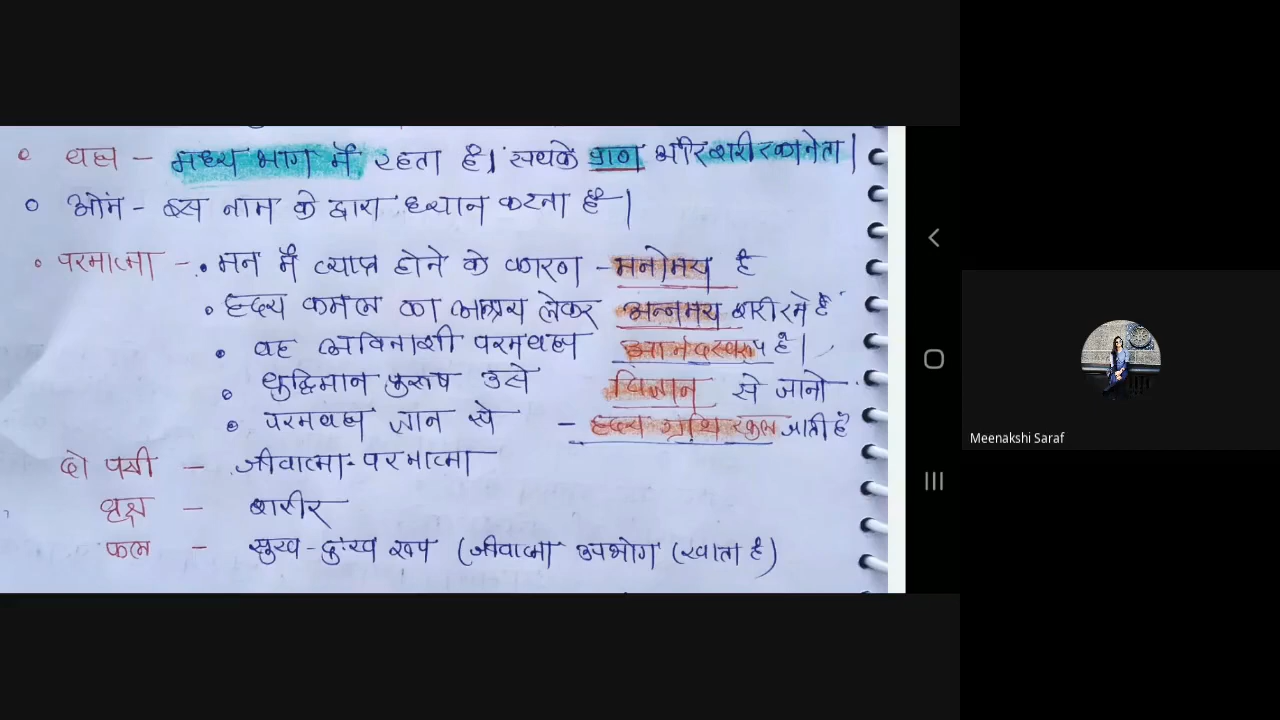 ब्रह्म - मध्य भाग में रहता है। सबके प्राण और शरीर का नेता।
ओम - इस नाम के द्वारा ध्यान करना है।
परमात्मा - • मन में व्याप्त होने के कारण - मनोमय है
• हृदय कमल का आश्रय लेकर अन्नमय शरीर में है
• वह अविनाशी परमब्रह्म आनंदस्वरूप है।
• बुद्धिमान पुरुष उसे विज्ञान से जानो
• परमब्रह्म ज्ञान से - हृदय ग्रंथि खुल जाती है
दो पक्षी - जीवात्मा - परमात्मा
वृक्ष - शरीर
फल - सुख - दुःख रूप (जीवात्मा उपभोग (खाता है)
Meenakshi Saraf